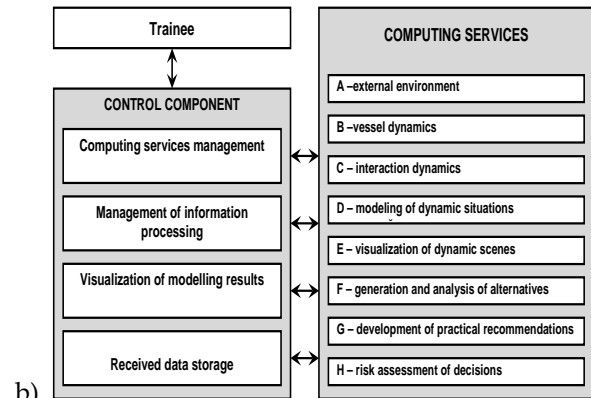 Trainee
CONTROL COMPONENT
Computing services management
Management of information
processing
Visualization of modelling results
Received data storage
COMPUTING SERVICES
A –external environment
B –vessel dynamics
C – interaction dynamics
D – modeling of dynamic situations
E – visualization of dynamic scenes
F – generation and analysis of alternatives
G – development of practical recommendations
H – risk assessment of decisions
b)